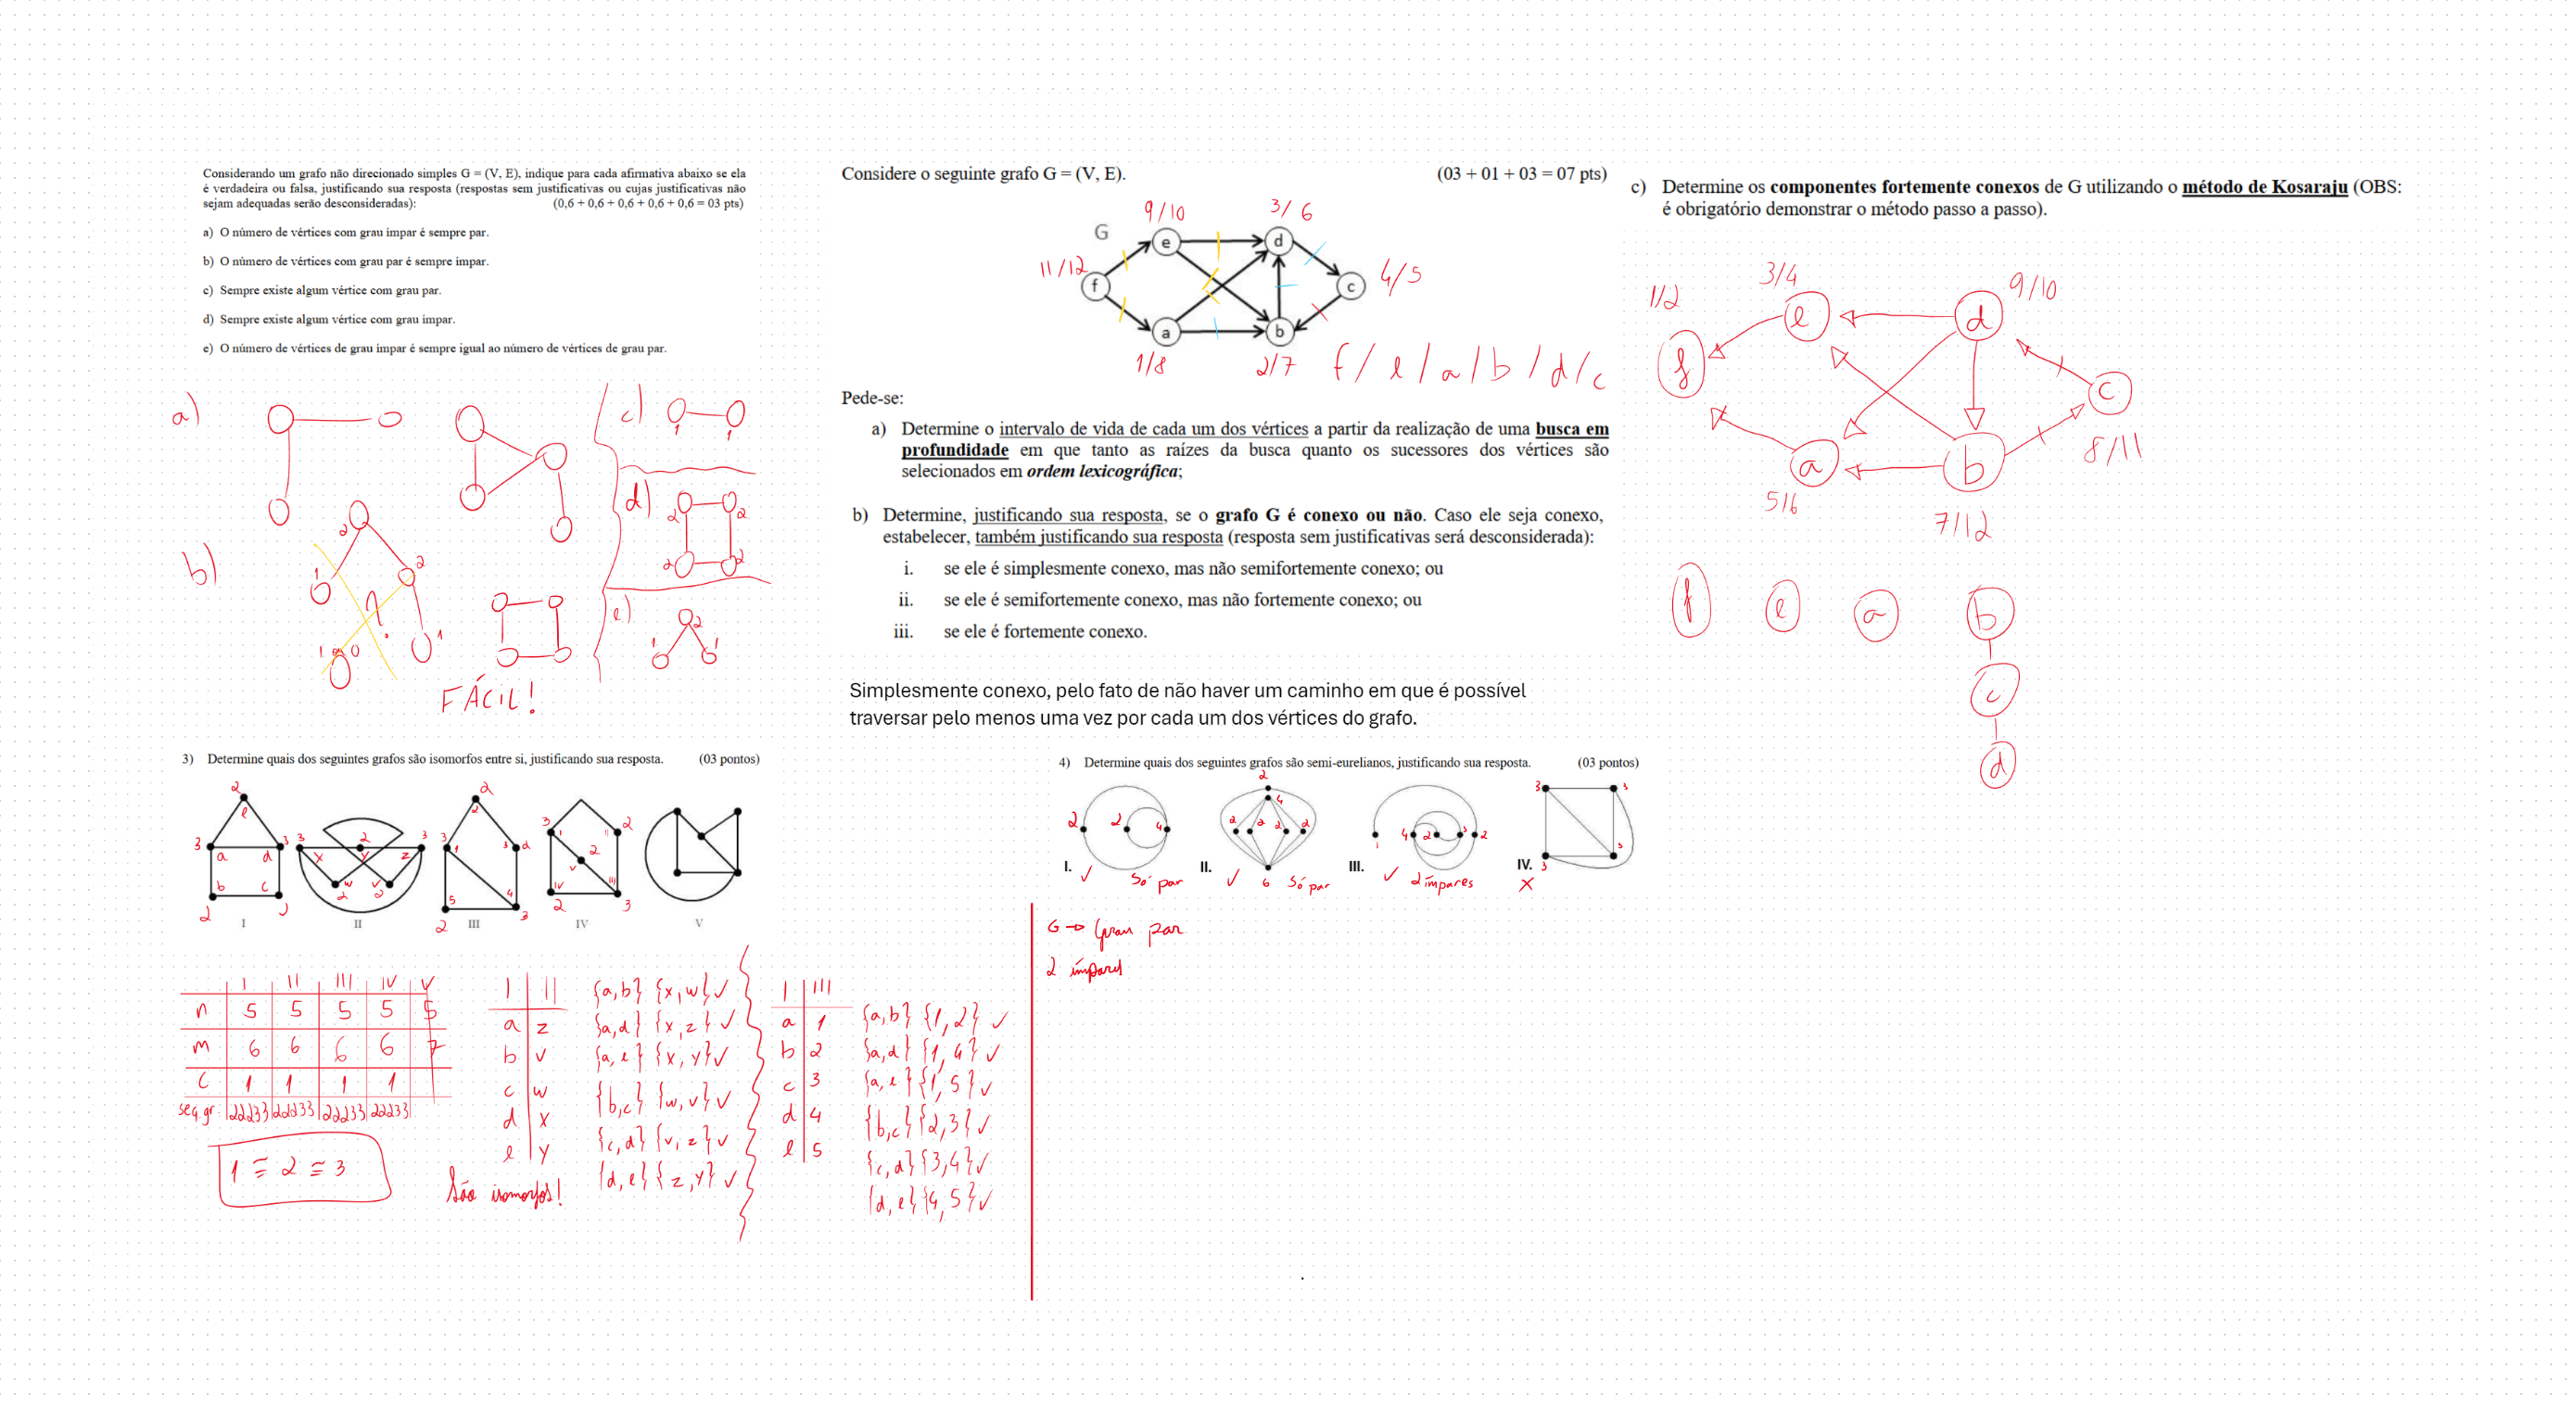 Considerando um grafo não direcionado simples G = (V, E), indique para cada afirmativa abaixo se ela
é verdadeira ou falsa, justificando sua resposta (respostas sem justificativas ou cujas justificativas não
sejam adequadas serão desconsideradas): (0,6 + 0,6 + 0,6 + 0,6 + 0,6 = 03 pts)
a) O número de vértices com grau ímpar é sempre par.
b) O número de vértices com grau par é sempre ímpar.
c) Sempre existe algum vértice com grau par.
d) Sempre existe algum vértice com grau ímpar.
e) O número de vértices de grau ímpar é sempre igual ao número de vértices de grau par.
a)
b)
c)
1 1
d)
2 2
2 2
e)
2
1 1
2
1 2
1
FÁCIL!
Considere o seguinte grafo G = (V, E). (03 + 01 + 03 = 07 pts)
G
9/10 3/6
e d
11/12 f c 4/5
a b
1/8 2/7
f/e/a/b/d/c
Pede-se:
a) Determine o intervalo de vida de cada um dos vértices a partir da realização de uma busca em
profundidade em que tanto as raízes da busca quanto os sucessores dos vértices são
selecionados em ordem lexicográfica;
b) Determine, justificando sua resposta, se o grafo G é conexo ou não. Caso ele seja conexo,
estabelecer, também justificando sua resposta (resposta sem justificativas será desconsiderada):
i. se ele é simplesmente conexo, mas não semifortemente conexo; ou
ii. se ele é semifortemente conexo, mas não fortemente conexo; ou
iii. se ele é fortemente conexo.
Simplesmente conexo, pelo fato de não haver um caminho em que é possível
traversar pelo menos uma vez por cada um dos vértices do grafo.
c) Determine os componentes fortemente conexos de G utilizando o método de Kosaraju (OBS:
é obrigatório demonstrar o método passo a passo).
1/2 3/4 9/10
f e d
c
8/11
a b
5/6 7/12
f e a b
c
d
3) Determine quais dos seguintes grafos são isomorfos entre si, justificando sua resposta. (03 pontos)
I II III IV V
I II III IV V
n 5 5 5 5 5
m 6 6 6 6 7
C 1 1 1 1
seq gr. 22233 22233 22233 22233
1 ≅ 2 ≅ 3
I II
a z
b v
c w
d x
e y
São isomorfos!
{a,b} {x,w} ✓
{a,d} {x,z} ✓
{a,e} {x,y} ✓
{b,c} {w,v} ✓
{c,d} {v,z} ✓
{d,e} {z,y} ✓
I III
a 1
b 2
c 3
d 4
e 5
{a,b} {1,2} ✓
{a,d} {1,4} ✓
{a,e} {1,5} ✓
{b,c} {2,3} ✓
{c,d} {3,4} ✓
{d,e} {4,5} ✓
4) Determine quais dos seguintes grafos são semi-eurelianos, justificando sua resposta. (03 pontos)
I. ✓ Só par
II. ✓ 6 Só par
III. ✓ 2 ímpares
IV. X
G → Grau par
2 ímpares